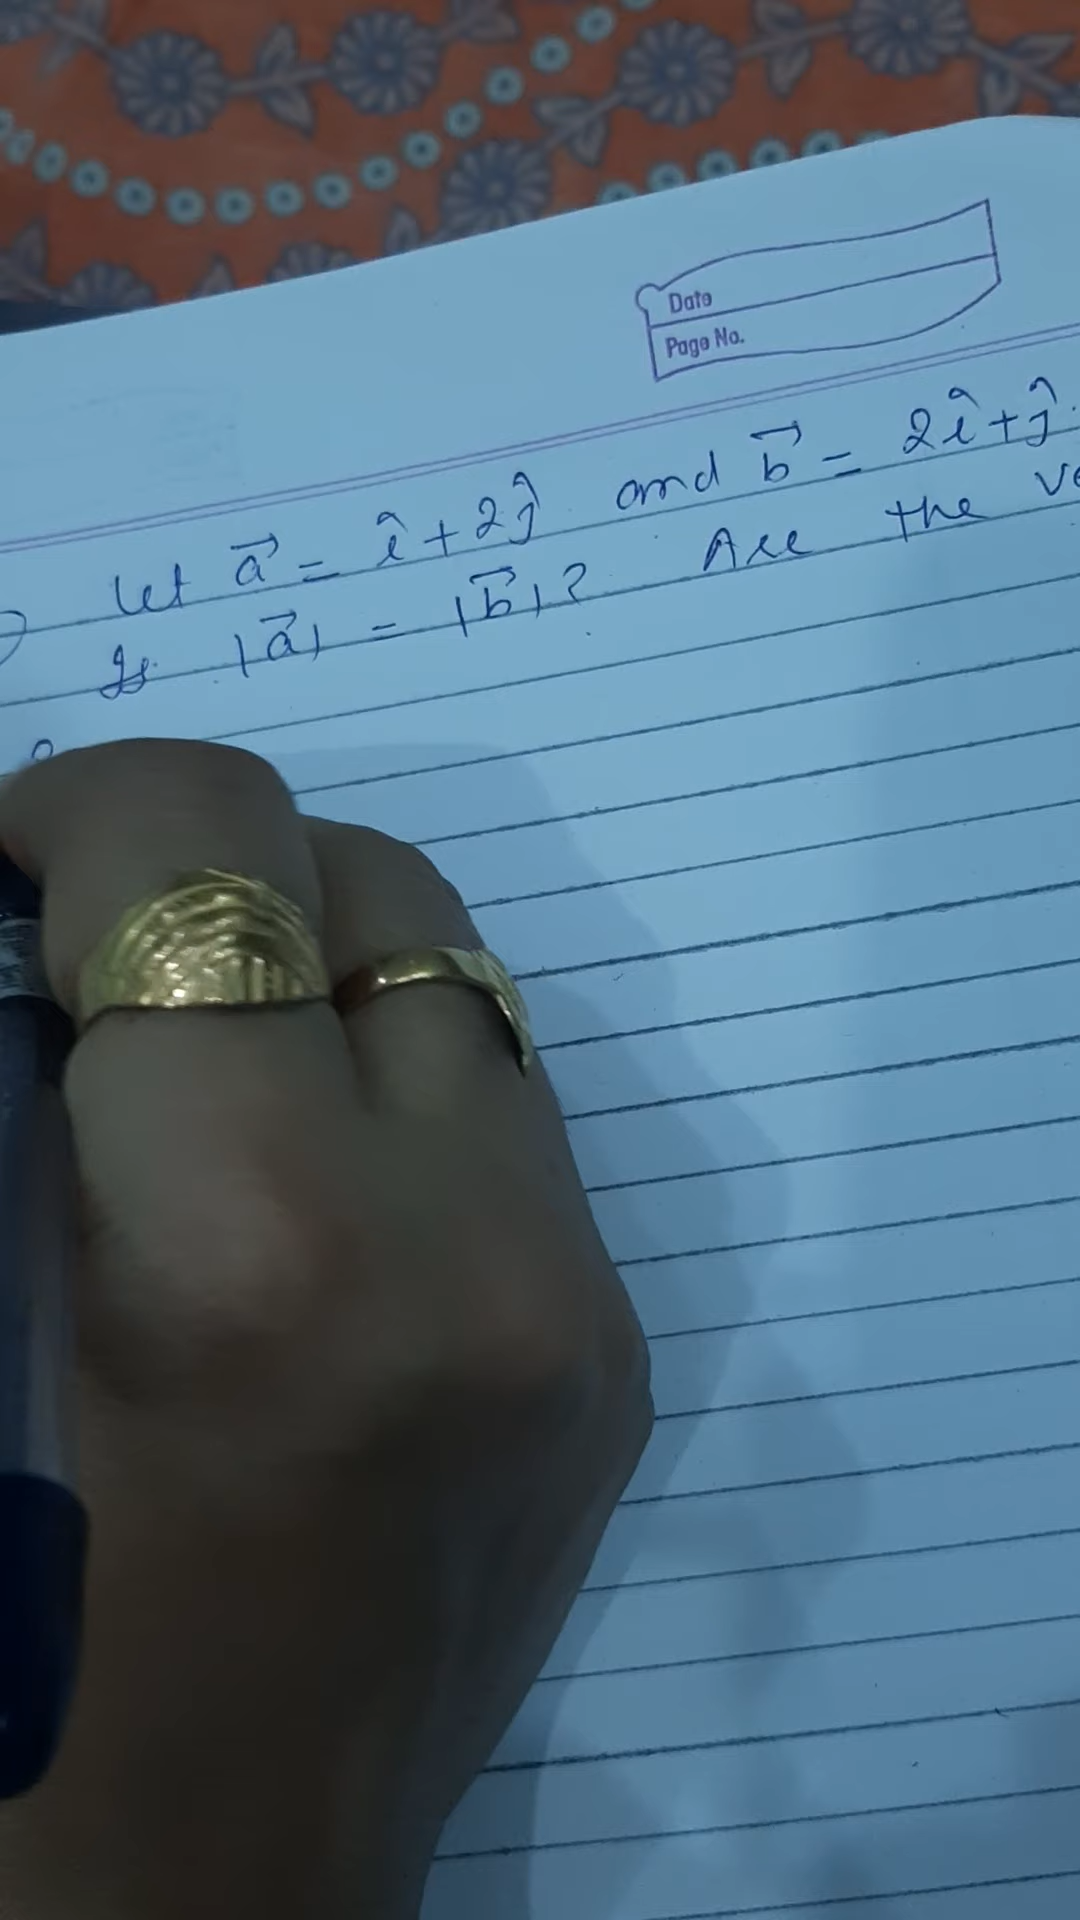 Date
Page No.
Let a⃗ = î + 2ĵ and b⃗ = 2î + ĵ.
Is |a⃗| = |b⃗|? Are the